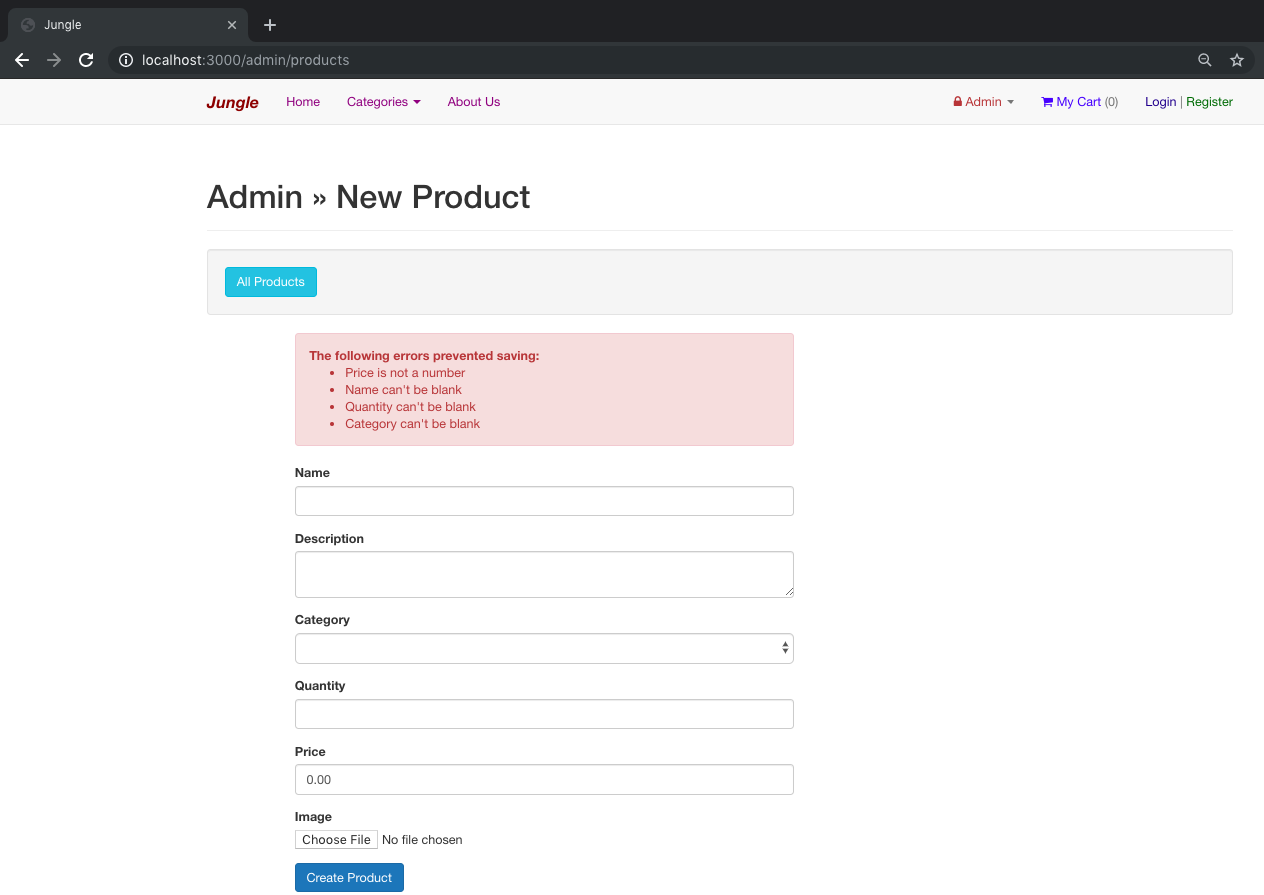 Jungle
localhost:3000/admin/products
Jungle Home Categories About Us Admin My Cart (0) Login | Register
Admin » New Product
All Products
The following errors prevented saving:
• Price is not a number
• Name can't be blank
• Quantity can't be blank
• Category can't be blank
Name
Description
Category
Quantity
Price
0.00
Image
Choose File No file chosen
Create Product